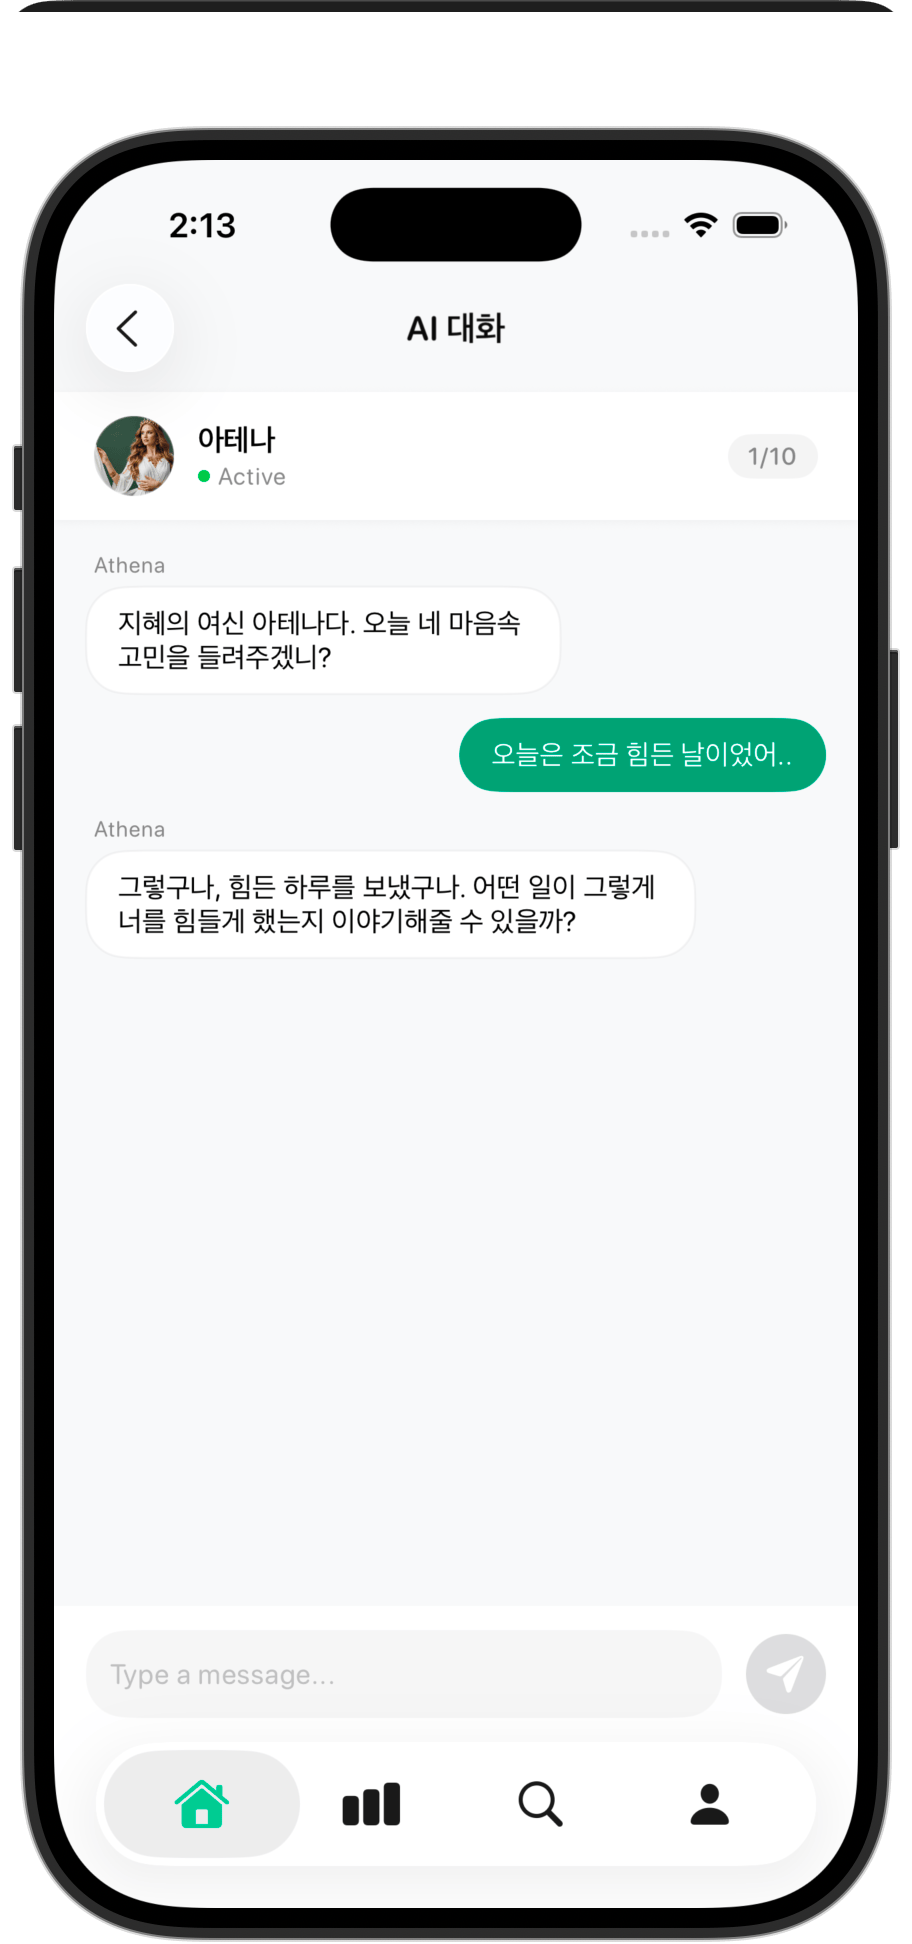 2:13
AI 대화
아테나
Active
1/10
Athena
지혜의 여신 아테나다. 오늘 네 마음속
고민을 들려주겠니?
오늘은 조금 힘든 날이었어..
Athena
그렇구나, 힘든 하루를 보냈구나. 어떤 일이 그렇게
너를 힘들게 했는지 이야기해줄 수 있을까?
Type a message...